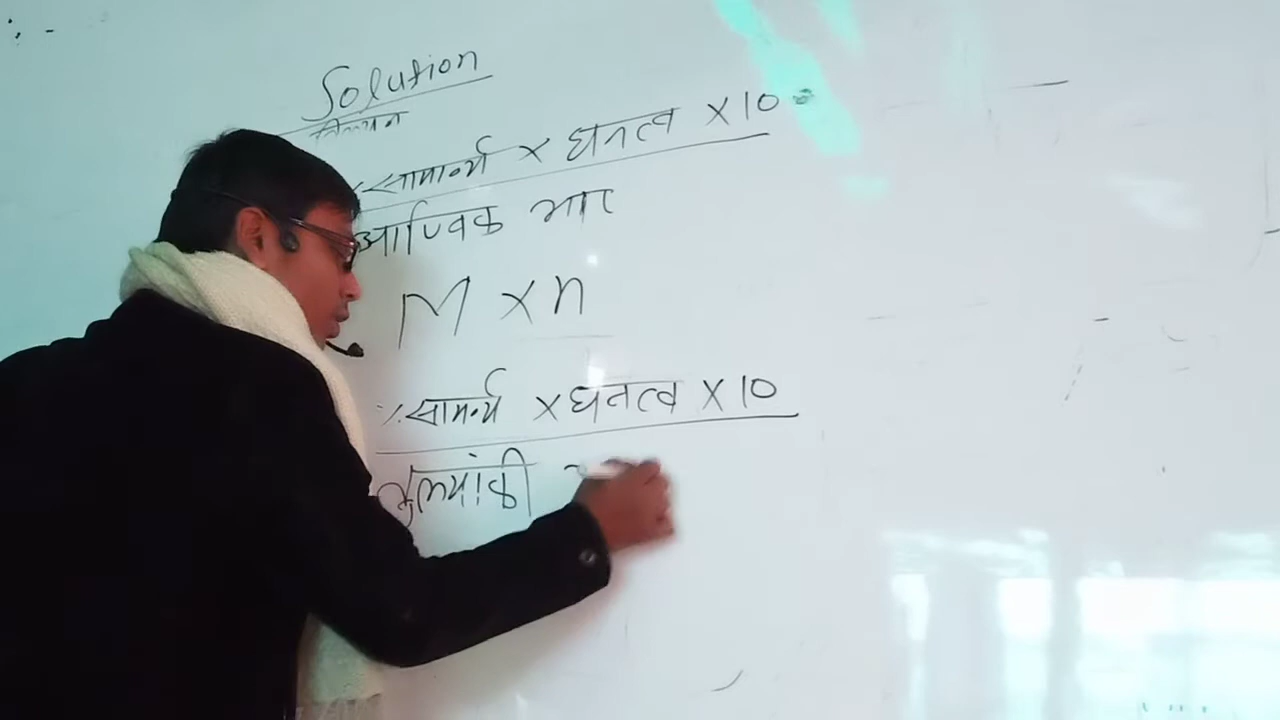 Solution
विलयन
% सामर्थ्य × घनत्व × 10
आण्विक भार
M × n
% सामर्थ्य × घनत्व × 10
तुल्यांकी